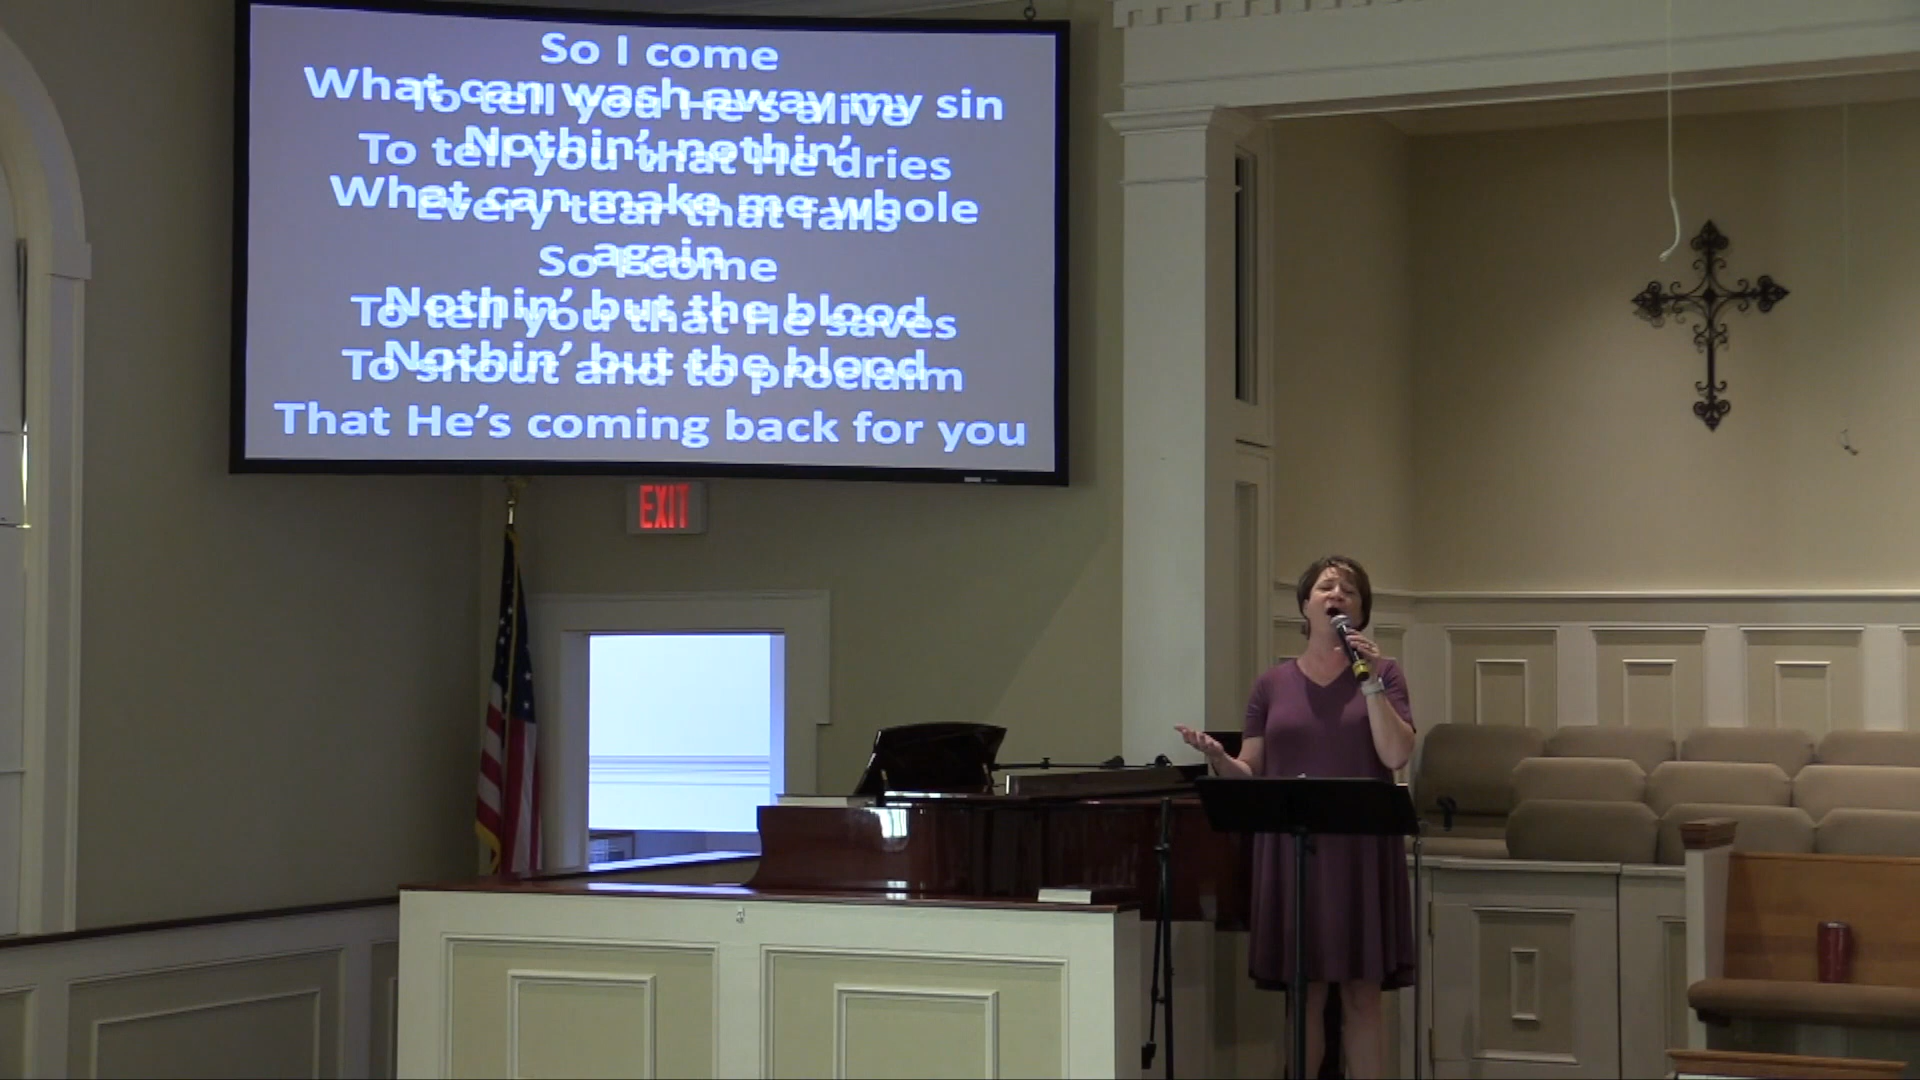 So I come
What can wash away my sin
To tell you He's alive
Nothin', nothin'
To tell you that He dries
What can make me whole
Every tear that falls
again
So I come
Nothin' but the blood
To tell you that He saves
Nothin' but the blood
To shout and to proclaim
That He's coming back for you
EXIT